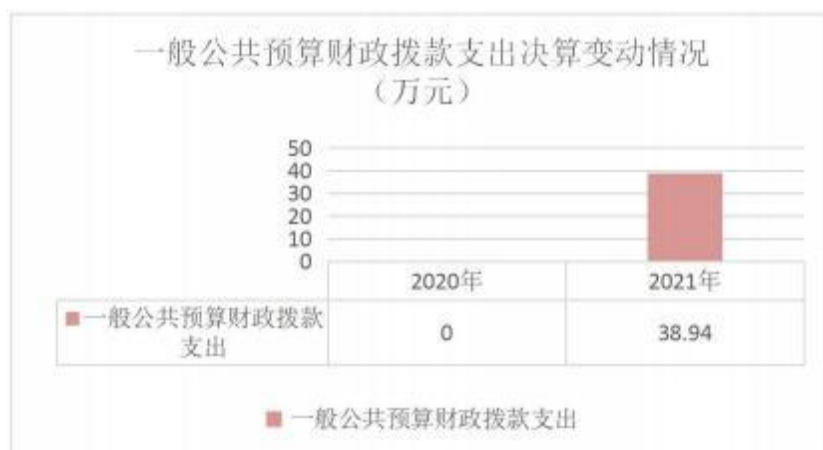 一般公共预算财政拨款支出决算变动情况
（万元）
50
40
30
20
10
0
2020年
2021年
一般公共预算财政拨款
支出
0
38.94
一般公共预算财政拨款支出